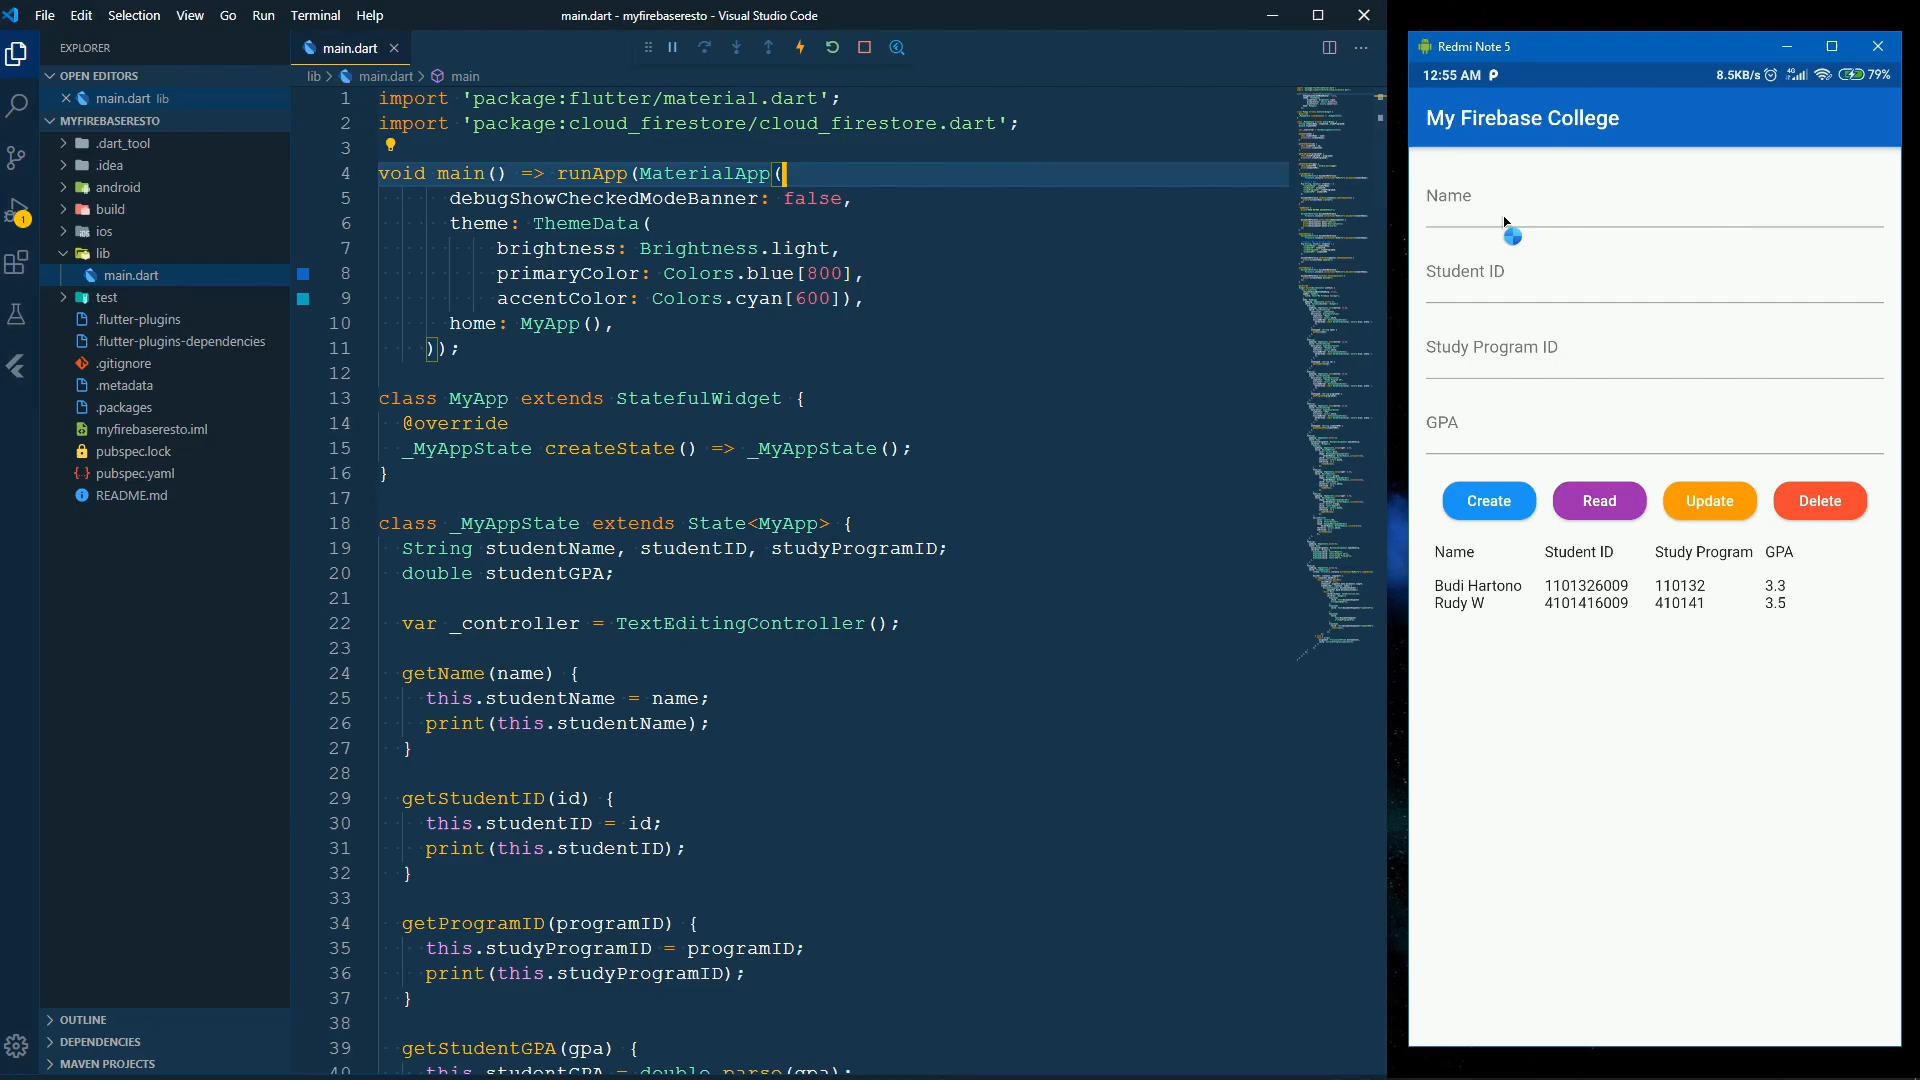 File Edit Selection View Go Run Terminal Help
main.dart - myfirebaseresto - Visual Studio Code
EXPLORER
OPEN EDITORS
main.dart lib
MYFIREBASERESTO
.dart_tool
.idea
android
build
ios
lib
main.dart
test
.flutter-plugins
.flutter-plugins-dependencies
.gitignore
.metadata
.packages
myfirebaseresto.iml
pubspec.lock
pubspec.yaml
README.md
OUTLINE
DEPENDENCIES
MAVEN PROJECTS
1
main.dart
lib > main.dart > main
1 import 'package:flutter/material.dart';
2 import 'package:cloud_firestore/cloud_firestore.dart';
3
4 void main() => runApp(MaterialApp(
5 debugShowCheckedModeBanner: false,
6 theme: ThemeData(
7 brightness: Brightness.light,
8 primaryColor: Colors.blue[800],
9 accentColor: Colors.cyan[600]),
10 home: MyApp(),
11 ));
12
13 class MyApp extends StatefulWidget {
14 @override
15 _MyAppState createState() => _MyAppState();
16 }
17
18 class _MyAppState extends State<MyApp> {
19 String studentName, studentID, studyProgramID;
20 double studentGPA;
21
22 var _controller = TextEditingController();
23
24 getName(name) {
25 this.studentName = name;
26 print(this.studentName);
27 }
28
29 getStudentID(id) {
30 this.studentID = id;
31 print(this.studentID);
32 }
33
34 getProgramID(programID) {
35 this.studyProgramID = programID;
36 print(this.studyProgramID);
37 }
38
39 getStudentGPA(gpa) {
40 this.studentGPA = double.parse(gpa);
Redmi Note 5
12:55 AM 8.5KB/s 4G 79%
My Firebase College
Name
Student ID
Study Program ID
GPA
Create Read Update Delete
Name Student ID Study Program GPA
Budi Hartono 1101326009 110132 3.3
Rudy W 4101416009 410141 3.5